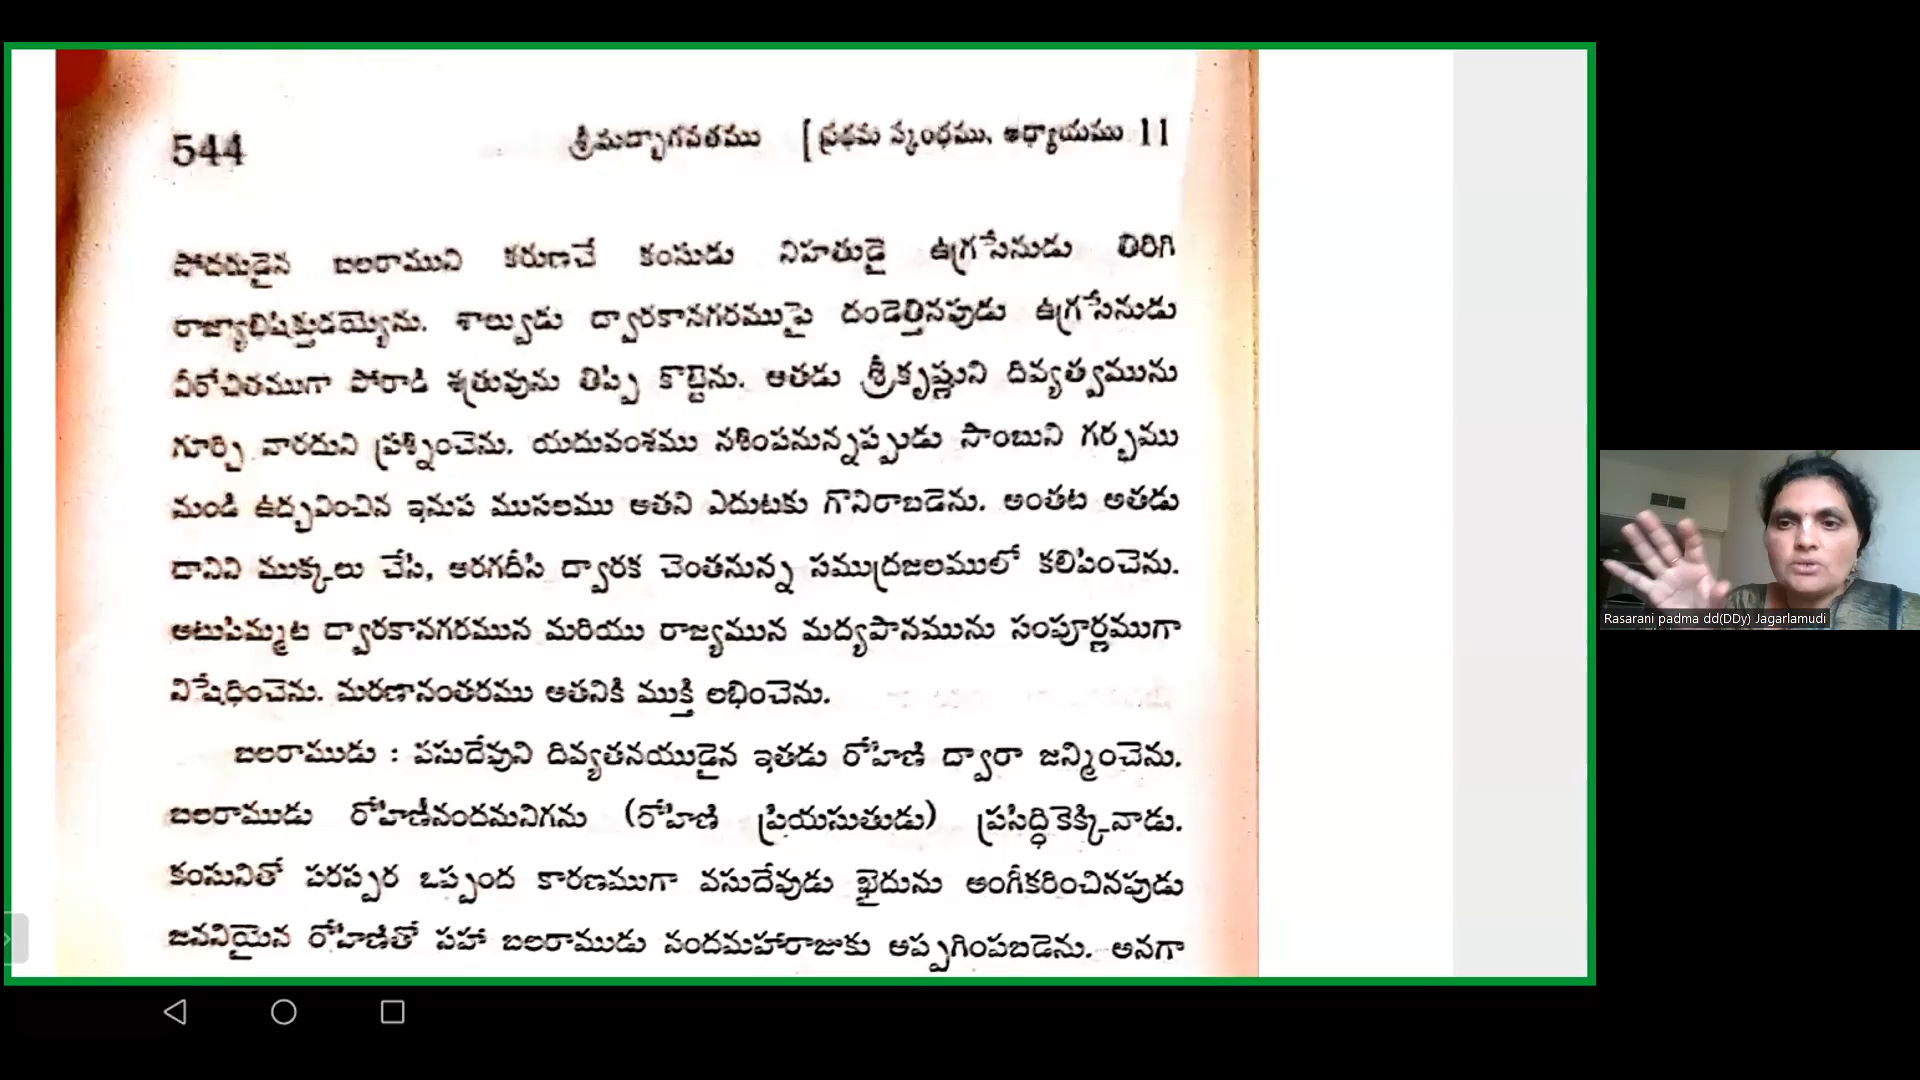 544
శ్రీమద్భాగవతము [ ప్రథమ స్కంధము, అధ్యాయము 11
సోదరుడైన బలరాముని కరుణచే కంసుడు నిహతుడై ఉగ్రసేనుడు తిరిగి
రాజ్యాభిషిక్తుడయ్యెను. శాల్వుడు ద్వారకానగరముపై దండెత్తినపుడు ఉగ్రసేనుడు
వీరోచితముగా పోరాడి శత్రువును తిప్పి కొట్టెను. ఆతడు శ్రీకృష్ణుని దివ్యత్వమును
గూర్చి నారదుని ప్రశ్నించెను. యదువంశము నశింపనున్నప్పుడు సాంబుని గర్భము
నుండి ఉద్భవించిన ఇనుప ముసలము ఆతని ఎదుటకు గొనిరాబడెను. అంతట అతడు
దానిని ముక్కలు చేసి, అరగదీసి ద్వారక చెంతనున్న సముద్రజలములో కలిపించెను.
అటుపిమ్మట ద్వారకానగరమున మరియు రాజ్యమున మద్యపానమును సంపూర్ణముగా
నిషేధించెను. మరణానంతరము ఆతనికి ముక్తి లభించెను.
బలరాముడు : వసుదేవుని దివ్యతనయుడైన ఇతడు రోహిణి ద్వారా జన్మించెను.
బలరాముడు రోహిణీనందనునిగను (రోహిణి ప్రియసుతుడు) ప్రసిద్ధికెక్కినాడు.
కంసునితో పరస్పర ఒప్పంద కారణముగా వసుదేవుడు ఖైదును అంగీకరించినపుడు
జననియైన రోహిణితో సహా బలరాముడు నందమహారాజుకు అప్పగింపబడెను. అనగా
Rasarani padma dd(DDy) Jagarlamudi